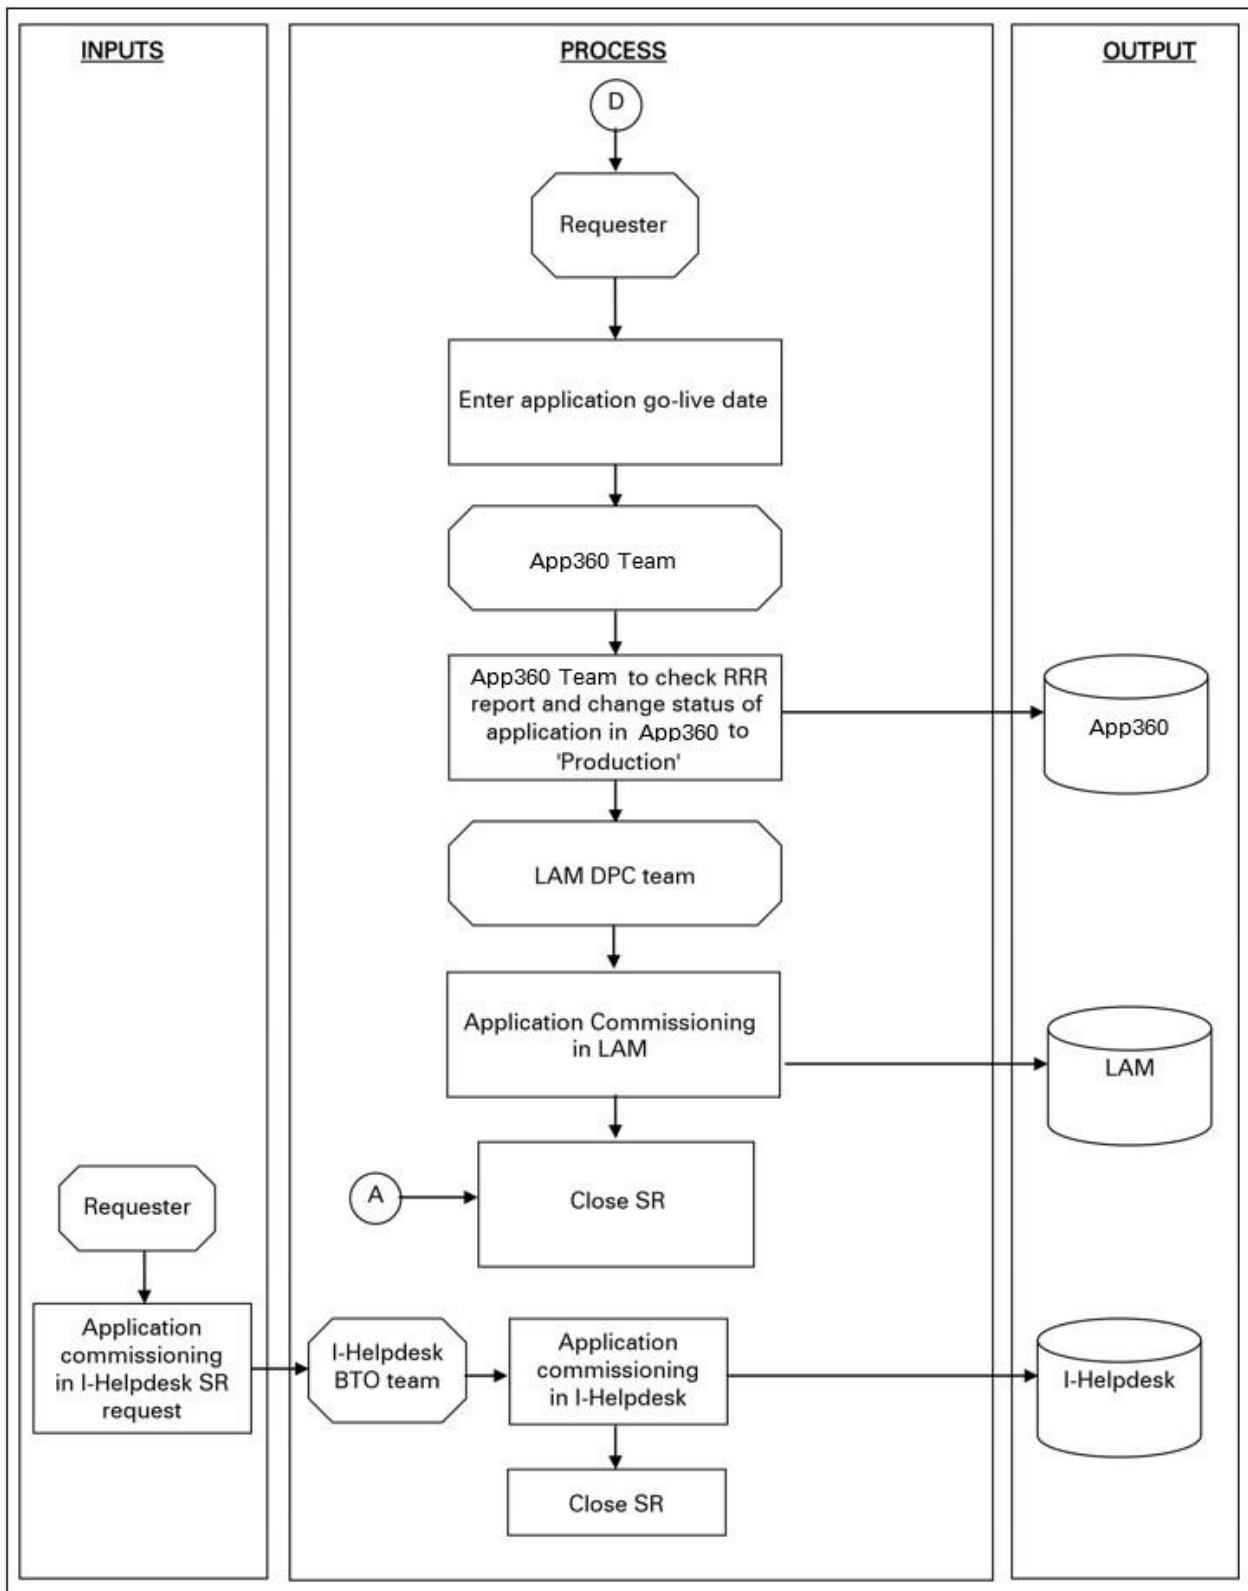 INPUTS
PROCESS
OUTPUT
D
Requester
Enter application go-live date
App360 Team
App360 Team to check RRR
report and change status of
application in App360 to
'Production'
App360
LAM DPC team
Application Commissioning
in LAM
LAM
A
Close SR
Requester
Application
commissioning
in I-Helpdesk SR
request
I-Helpdesk
BTO team
Application
commissioning
in I-Helpdesk
I-Helpdesk
Close SR